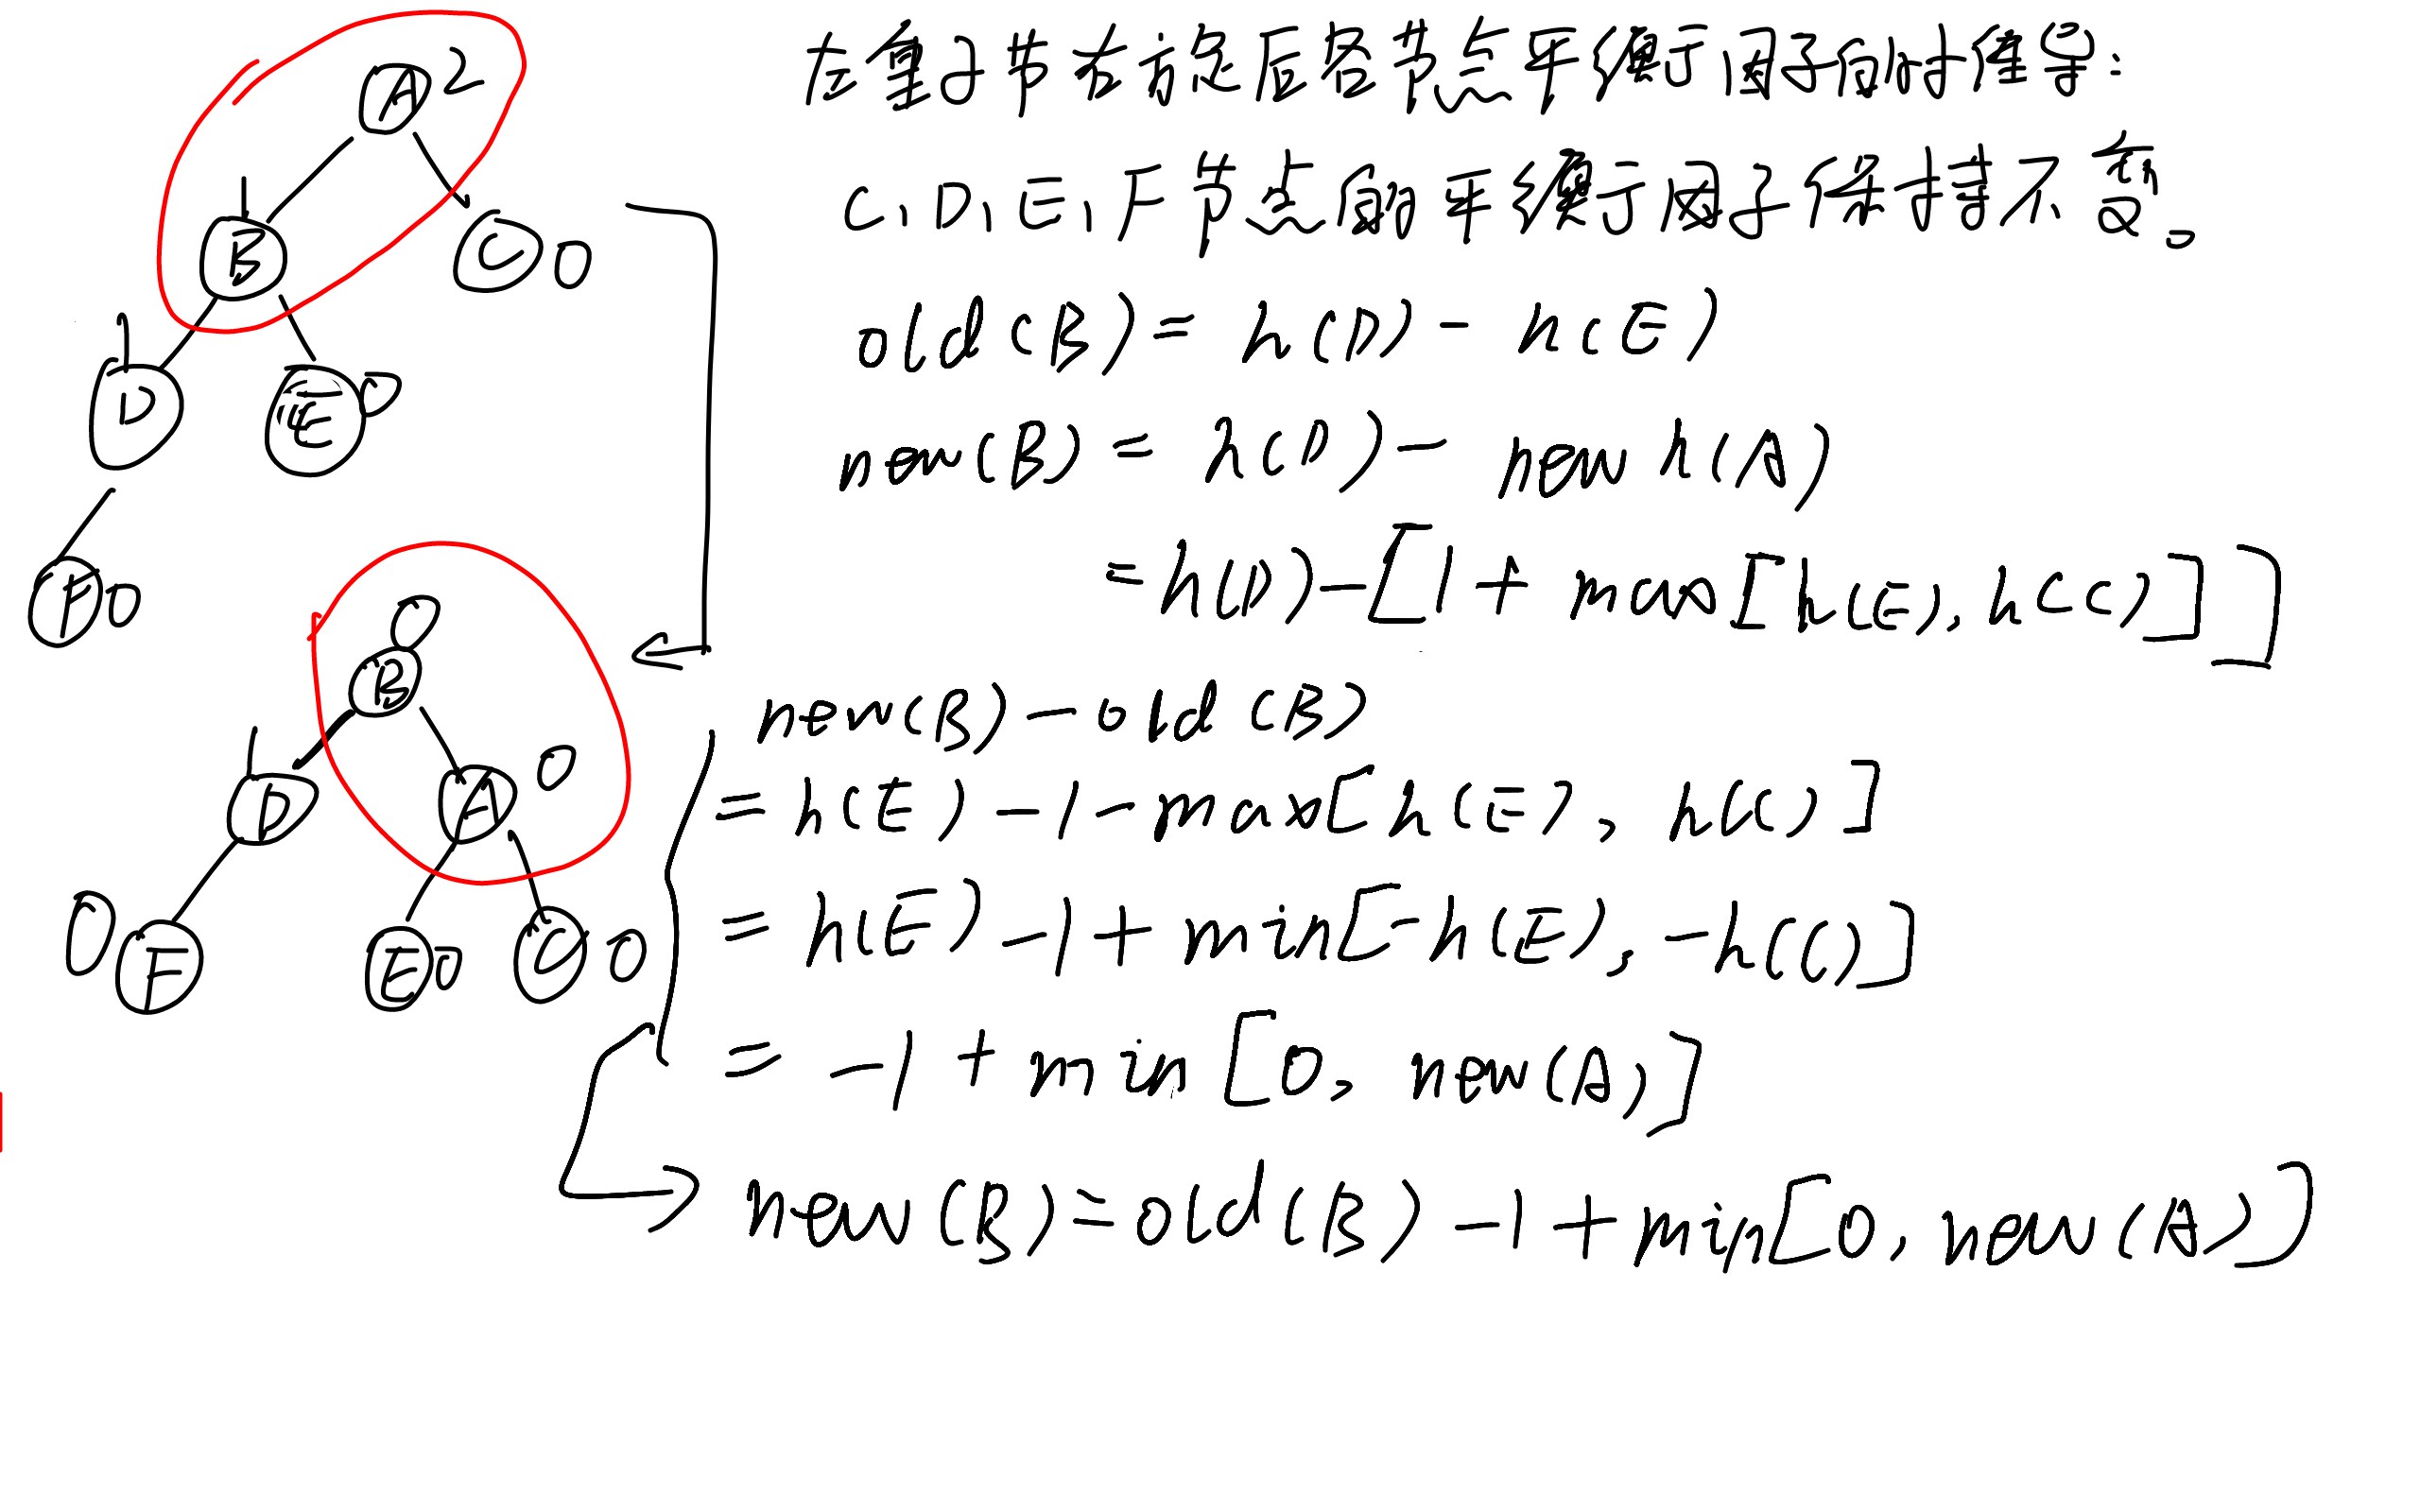 A 2
1
B
C 0
1
D
E 0
F 0
0
B
1
D
A 0
0 F
E 0
C 0
左重子节右旋后各节点平衡因子的推导:
C, D, E, F节点的平衡因子保持不变。
old(B) = h(D) - h(E)
new(B) = h(D) - new h(A)
= h(D) - [1 + max[h(E), h(C)]]
new(B) - old(B)
= h(E) - 1 - max[h(E), h(C)]
= h(E) - 1 + min[-h(E), -h(C)]
= -1 + min[0, new(A)]
new(B) = old(B) - 1 + min[0, new(A)]